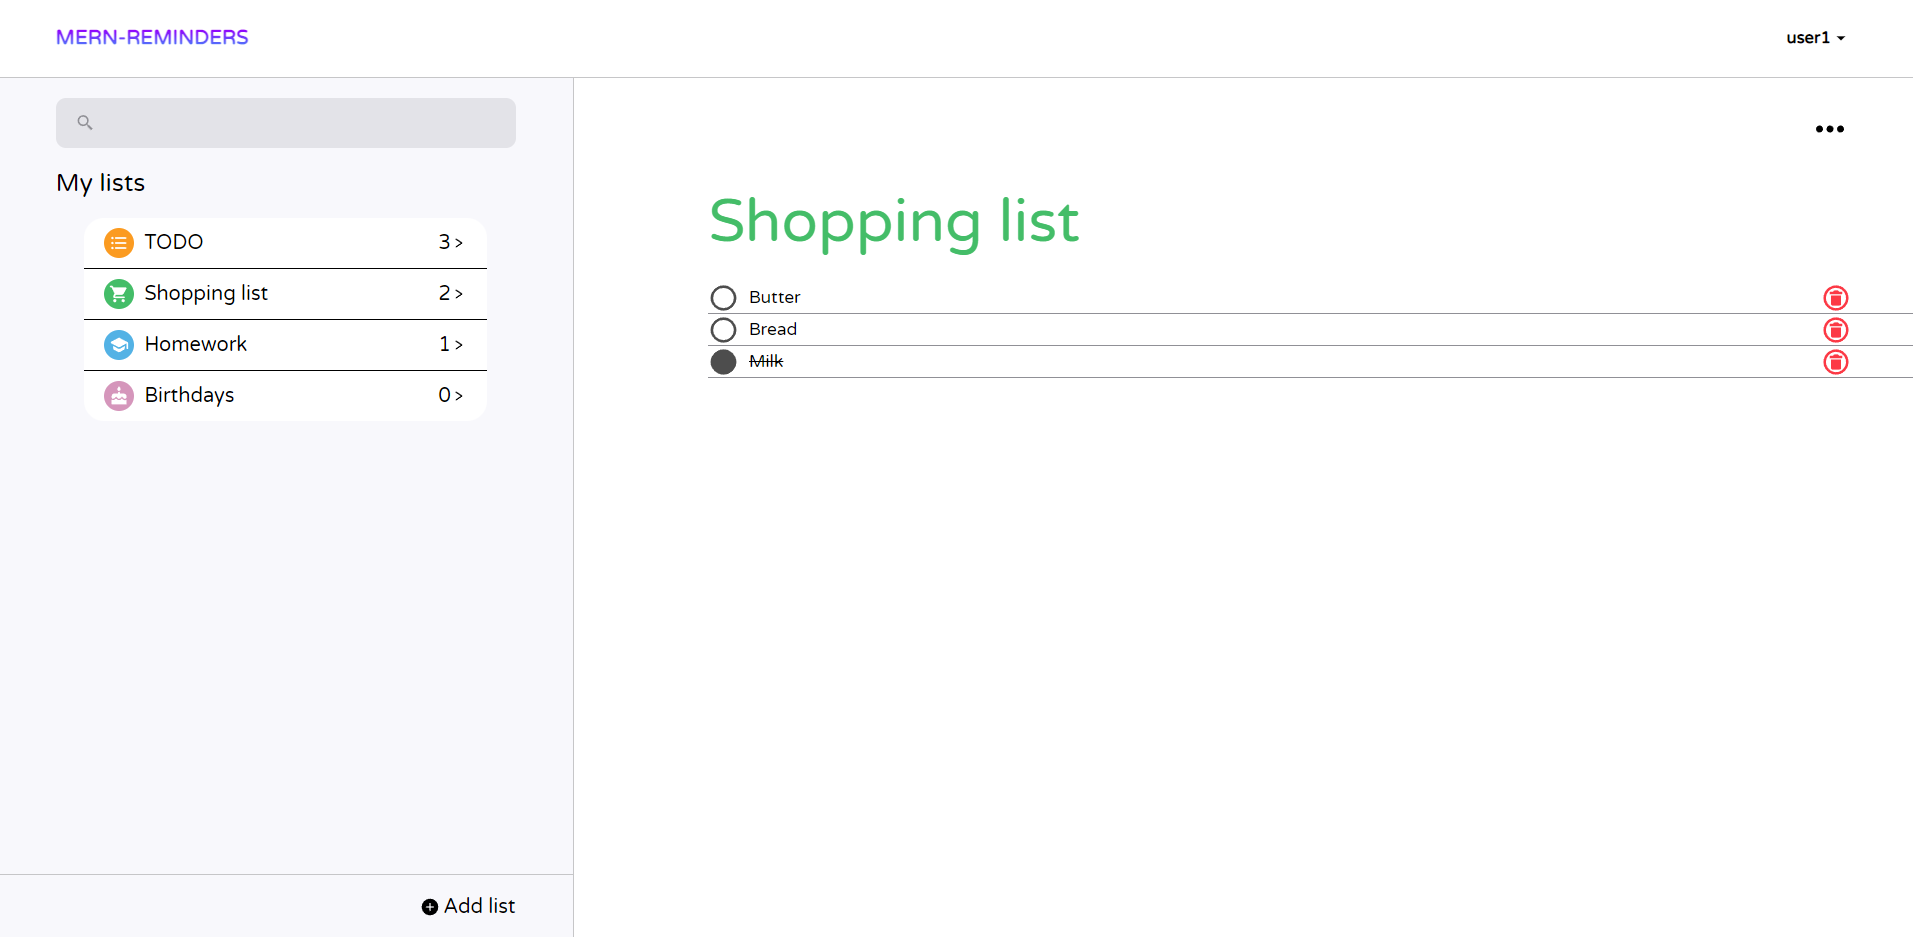 MERN-REMINDERS
user1
My lists
TODO 3 >
Shopping list 2 >
Homework 1 >
Birthdays 0 >
Add list
Shopping list
Butter
Bread
Milk